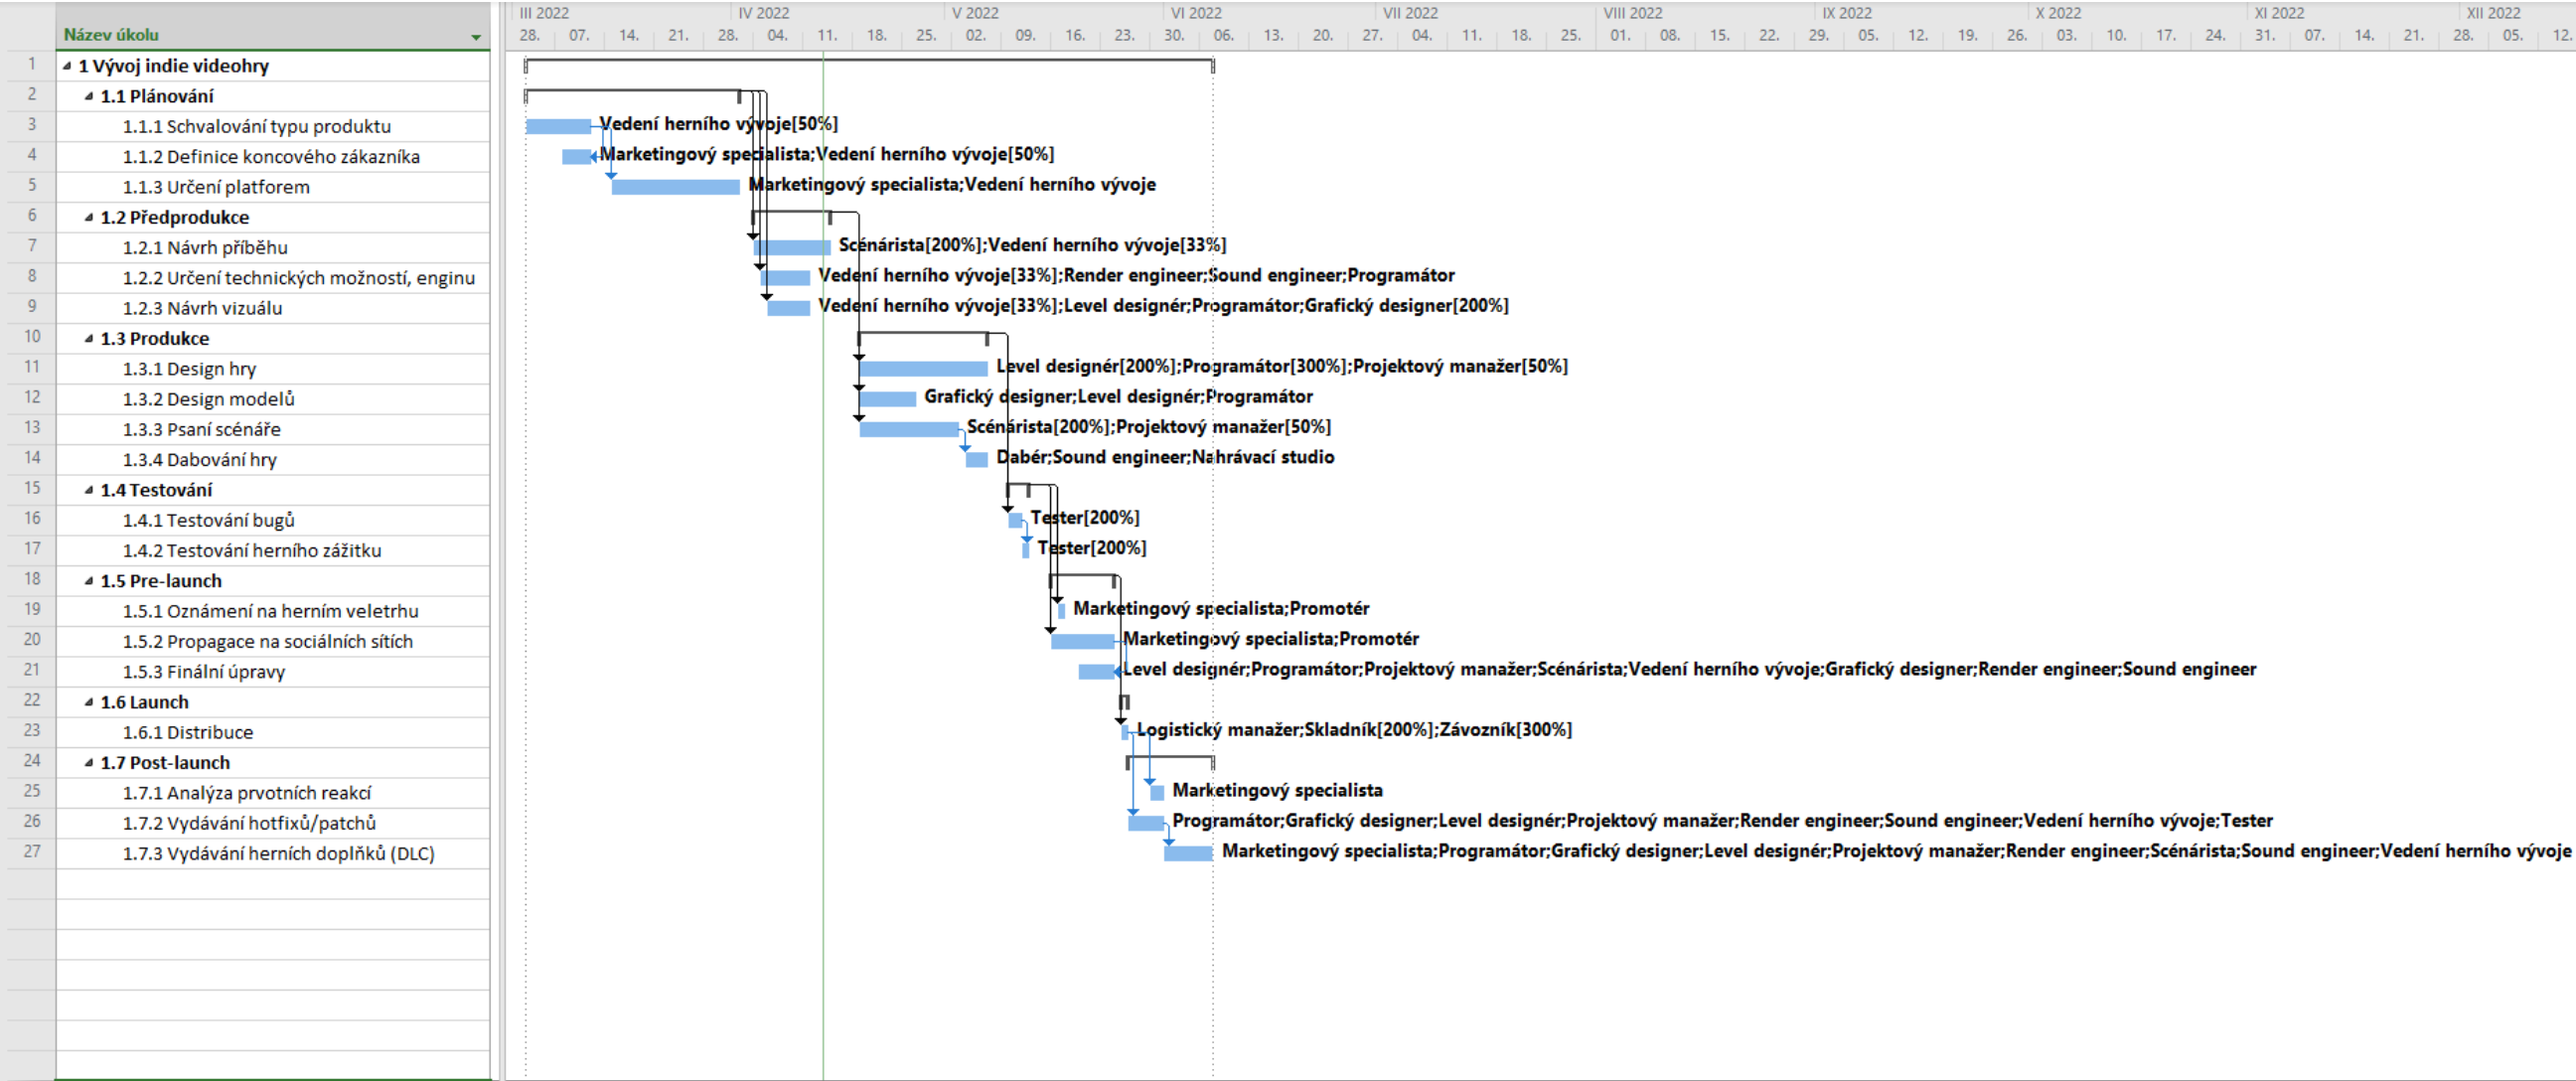 III 2022 IV 2022 V 2022 VI 2022 VII 2022 VIII 2022 IX 2022 X 2022 XI 2022 XII 2022
Název úkolu 28. 07. 14. 21. 28. 04. 11. 18. 25. 02. 09. 16. 23. 30. 06. 13. 20. 27. 04. 11. 18. 25. 01. 08. 15. 22. 29. 05. 12. 19. 26. 03. 10. 17. 24. 31. 07. 14. 21. 28. 05. 12.
1 1 Vývoj indie videohry
2 1.1 Plánování
3 1.1.1 Schvalování typu produktu Vedení herního vývoje[50%]
4 1.1.2 Definice koncového zákazníka Marketingový specialista;Vedení herního vývoje[50%]
5 1.1.3 Určení platforem Marketingový specialista;Vedení herního vývoje
6 1.2 Předprodukce
7 1.2.1 Návrh příběhu Scénárista[200%];Vedení herního vývoje[33%]
8 1.2.2 Určení technických možností, enginu Vedení herního vývoje[33%];Render engineer;Sound engineer;Programátor
9 1.2.3 Návrh vizuálu Vedení herního vývoje[33%];Level designér;Programátor;Grafický designer[200%]
10 1.3 Produkce
11 1.3.1 Design hry Level designér[200%];Programátor[300%];Projektový manažer[50%]
12 1.3.2 Design modelů Grafický designer;Level designér;Programátor
13 1.3.3 Psaní scénáře Scénárista[200%];Projektový manažer[50%]
14 1.3.4 Dabování hry Dabér;Sound engineer;Nahrávací studio
15 1.4 Testování
16 1.4.1 Testování bugů Tester[200%]
17 1.4.2 Testování herního zážitku Tester[200%]
18 1.5 Pre-launch
19 1.5.1 Oznámení na herním veletrhu Marketingový specialista;Promotér
20 1.5.2 Propagace na sociálních sítích Marketingový specialista;Promotér
21 1.5.3 Finální úpravy Level designér;Programátor;Projektový manažer;Scénárista;Vedení herního vývoje;Grafický designer;Render engineer;Sound engineer
22 1.6 Launch
23 1.6.1 Distribuce Logistický manažer;Skladník[200%];Závozník[300%]
24 1.7 Post-launch
25 1.7.1 Analýza prvotních reakcí Marketingový specialista
26 1.7.2 Vydávání hotfixů/patchů Programátor;Grafický designer;Level designér;Projektový manažer;Render engineer;Sound engineer;Vedení herního vývoje;Tester
27 1.7.3 Vydávání herních doplňků (DLC) Marketingový specialista;Programátor;Grafický designer;Level designér;Projektový manažer;Render engineer;Scénárista;Sound engineer;Vedení herního vývoje